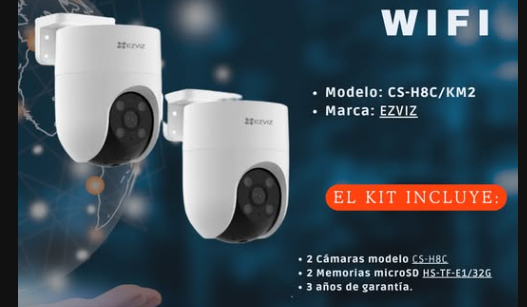 WIFI
EZVIZ
EZVIZ
• Modelo: CS-H8C/KM2
• Marca: EZVIZ
EL KIT INCLUYE:
• 2 Cámaras modelo CS-H8C
• 2 Memorias microSD HS-TF-E1/32G
• 3 años de garantía.